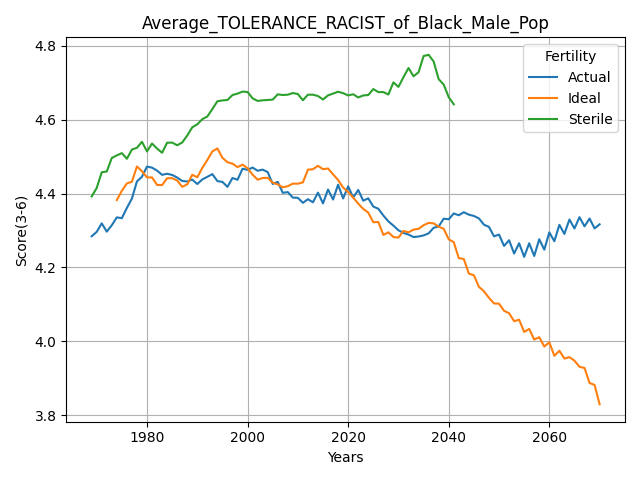 Average_TOLERANCE_RACIST_of_Black_Male_Pop
Fertility
Actual
Ideal
Sterile
Score(3-6)
4.8
4.6
4.4
4.2
4.0
3.8
1980
2000
2020
2040
2060
Years